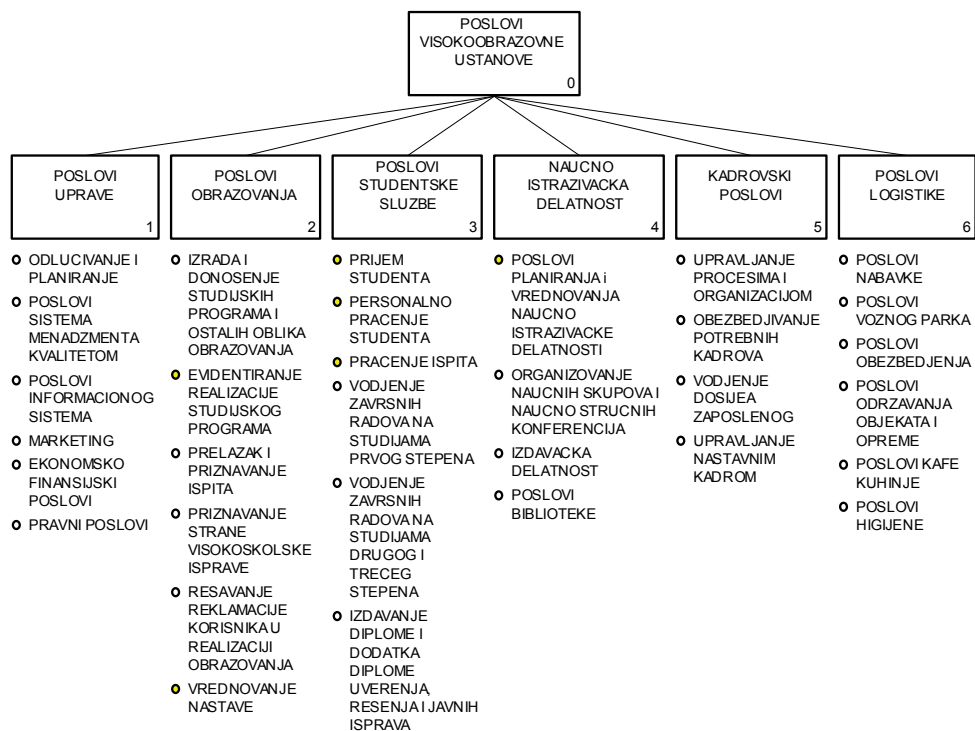 POSLOVI
VISOKOOBRAZOVNE
USTANOVE
0
POSLOVI
UPRAVE
1
POSLOVI
OBRAZOVANJA
2
POSLOVI
STUDENTSKE
SLUZBE
3
NAUCNO
ISTRAZIVACKA
DELATNOST
4
KADROVSKI
POSLOVI
5
POSLOVI
LOGISTIKE
6
ODLUCIVANJE I
PLANIRANJE
POSLOVI
SISTEMA
MENADZMENTA
KVALITETOM
POSLOVI
INFORMACIONOG
SISTEMA
MARKETING
EKONOMSKO
FINANSIJSKI
POSLOVI
PRAVNI POSLOVI
IZRADA I
DONOSENJE
STUDIJSKIH
PROGRAMA I
OSTALIH OBLIKA
OBRAZOVANJA
EVIDENTIRANJE
REALIZACIJE
STUDIJSKOG
PROGRAMA
PRELAZAK I
PRIZNAVANJE
ISPITA
PRIZNAVANJE
STRANE
VISOKOSKOLSKE
ISPRAVE
RESAVANJE
REKLAMACIJE
KORISNIKA U
REALIZACIJI
OBRAZOVANJA
VREDNOVANJE
NASTAVE
PRIJEM
STUDENTA
PERSONALNO
PRACENJE
STUDENTA
PRACENJE ISPITA
VODJENJE
ZAVRSNIH
RADOVA NA
STUDIJAMA
PRVOG STEPENA
VODJENJE
ZAVRSNIH
RADOVA NA
STUDIJAMA
DRUGOG I
TRECEG
STEPENA
IZDAVANJE
DIPLOME I
DODATKA
DIPLOME
UVERENJA,
RESENJA I JAVNIH
ISPRAVA
POSLOVI
PLANIRANJA i
VREDNOVANJA
NAUCNO
ISTRAZIVACKE
DELATNOSTI
ORGANIZOVANJE
NAUCNIH SKUPOVA I
NAUCNO STRUCNIH
KONFERENCIJA
IZDAVACKA
DELATNOST
POSLOVI
BIBLIOTEKE
UPRAVLJANJE
PROCESIMA I
ORGANIZACIJOM
OBEZBEDJIVANJE
POTREBNIH
KADROVA
VODJENJE
DOSIJEA
ZAPOSLENOG
UPRAVLJANJE
NASTAVNIM
KADROM
POSLOVI
NABAVKE
POSLOVI
VOZNOG PARKA
POSLOVI
OBEZBEDJENJA
POSLOVI
ODRZAVANJA
OBJEKATA I
OPREME
POSLOVI KAFE
KUHINJE
POSLOVI
HIGIJENE